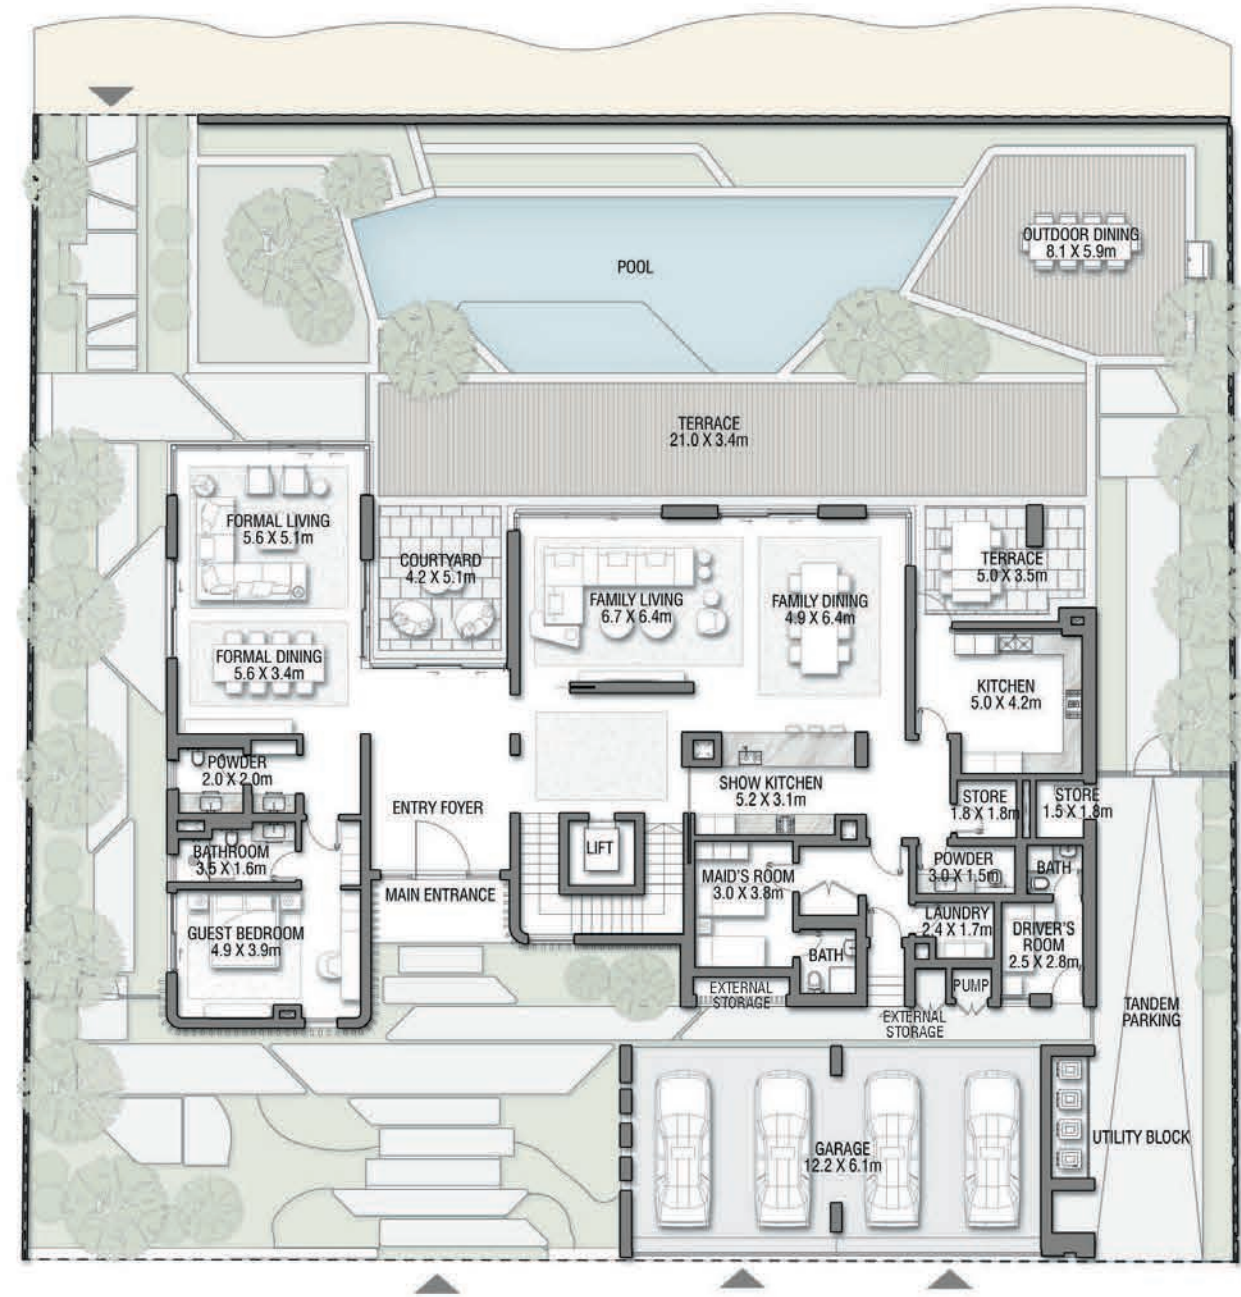 OUTDOOR DINING
8.1 X 5.9m
POOL
TERRACE
21.0 X 3.4m
FORMAL LIVING
5.6 X 5.1m
COURTYARD
4.2 X 5.1m
TERRACE
5.0 X 3.5m
FAMILY LIVING
6.7 X 6.4m
FAMILY DINING
4.9 X 6.4m
FORMAL DINING
5.6 X 3.4m
KITCHEN
5.0 X 4.2m
POWDER
2.0 X 2.0m
SHOW KITCHEN
5.2 X 3.1m
ENTRY FOYER
STORE
1.8 X 1.8m
STORE
1.5 X 1.8m
LIFT
BATHROOM
3.5 X 1.6m
POWDER
3.0 X 1.5m
BATH
MAID'S ROOM
3.0 X 3.8m
MAIN ENTRANCE
LAUNDRY
2.4 X 1.7m
GUEST BEDROOM
4.9 X 3.9m
DRIVER'S
ROOM
2.5 X 2.8m
BATH
EXTERNAL
STORAGE
PUMP
EXTERNAL
STORAGE
TANDEM
PARKING
UTILITY BLOCK
GARAGE
12.2 X 6.1m